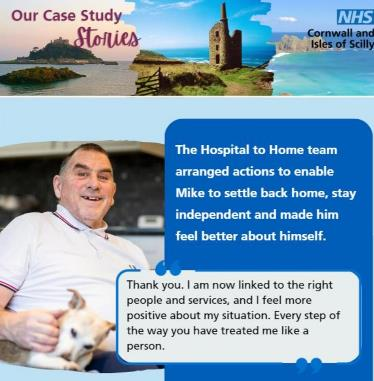 Our Case Study
Stories
NHS
Cornwall and
Isles of Scilly
The Hospital to Home team
arranged actions to enable
Mike to settle back home, stay
independent and made him
feel better about himself.
Thank you. I am now linked to the right
people and services, and I feel more
positive about my situation. Every step of
the way you have treated me like a
person.